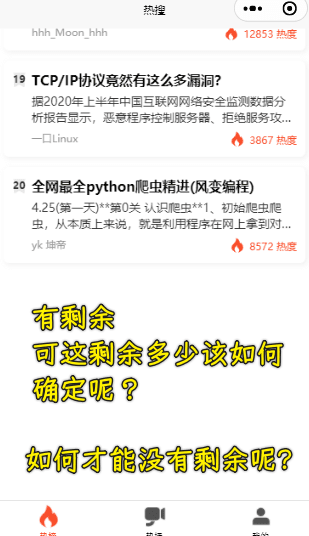 热搜
hhh_Moon_hhh
12853 热度
19 TCP/IP协议竟然有这么多漏洞?
据2020年上半年中国互联网网络安全监测数据分
析报告显示，恶意程序控制服务器、拒绝服务攻...
一口Linux
3867 热度
20 全网最全python爬虫精进(风变编程)
4.25(第一天)**第0关 认识爬虫**1、初始爬虫爬
虫，从本质上来说，就是利用程序在网上拿到对...
yk 坤帝
8572 热度
有剩余
可这剩余多少该如何
确定呢？
如何才能没有剩余呢?